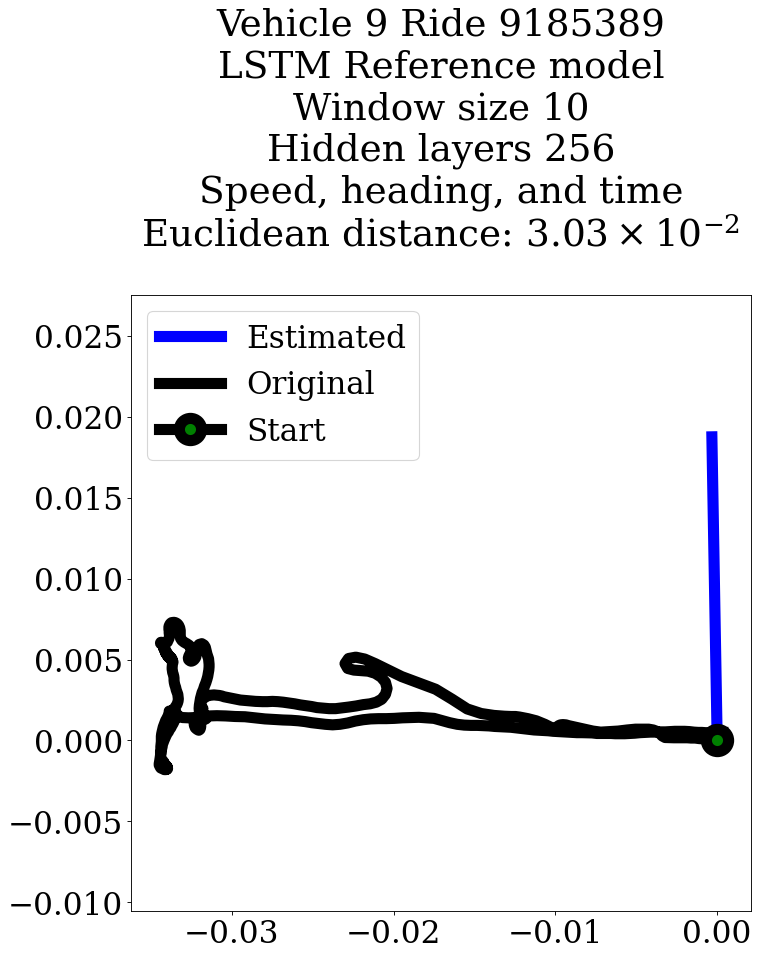 Vehicle 9 Ride 9185389
LSTM Reference model
Window size 10
Hidden layers 256
Speed, heading, and time
Euclidean distance: 3.03 × 10⁻²
Estimated
Original
Start
0.025
0.020
0.015
0.010
0.005
0.000
−0.005
−0.010
−0.03 −0.02 −0.01 0.00